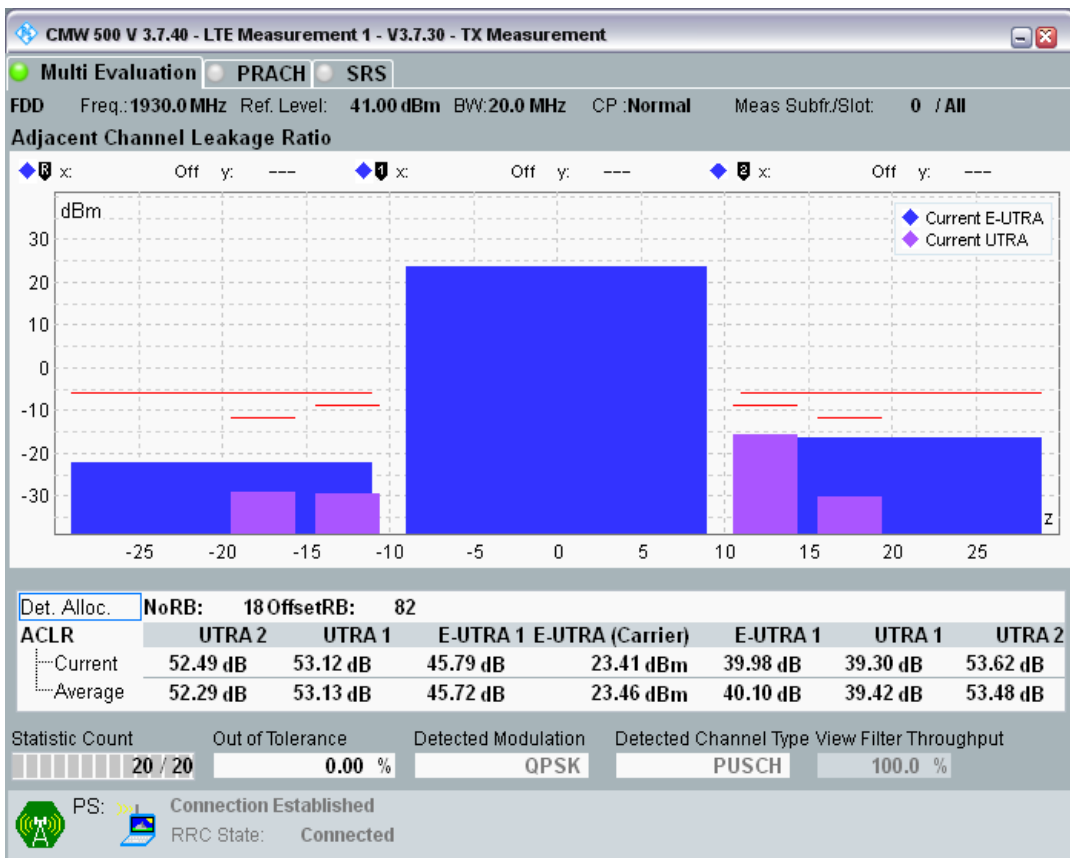 CMW 500 V 3.7.40 - LTE Measurement 1 - V3.7.30 - TX Measurement
Multi Evaluation PRACH SRS
FDD Freq.: 1930.0 MHz Ref. Level: 41.00 dBm BW: 20.0 MHz CP : Normal Meas Subfr./Slot: 0 / All
Adjacent Channel Leakage Ratio
R x: Off y: --- 1 x: Off y: --- 2 x: Off y: ---
dBm
Current E-UTRA
Current UTRA
30
20
10
0
-10
-20
-30
z
-25 -20 -15 -10 -5 0 5 10 15 20 25
Det. Alloc. NoRB: 18 OffsetRB: 82
ACLR UTRA 2 UTRA 1 E-UTRA 1 E-UTRA (Carrier) E-UTRA 1 UTRA 1 UTRA 2
Current 52.49 dB 53.12 dB 45.79 dB 23.41 dBm 39.98 dB 39.30 dB 53.62 dB
Average 52.29 dB 53.13 dB 45.72 dB 23.46 dBm 40.10 dB 39.42 dB 53.48 dB
Statistic Count Out of Tolerance Detected Modulation Detected Channel Type View Filter Throughput
20 / 20 0.00 % QPSK PUSCH 100.0 %
PS: Connection Established
RRC State: Connected